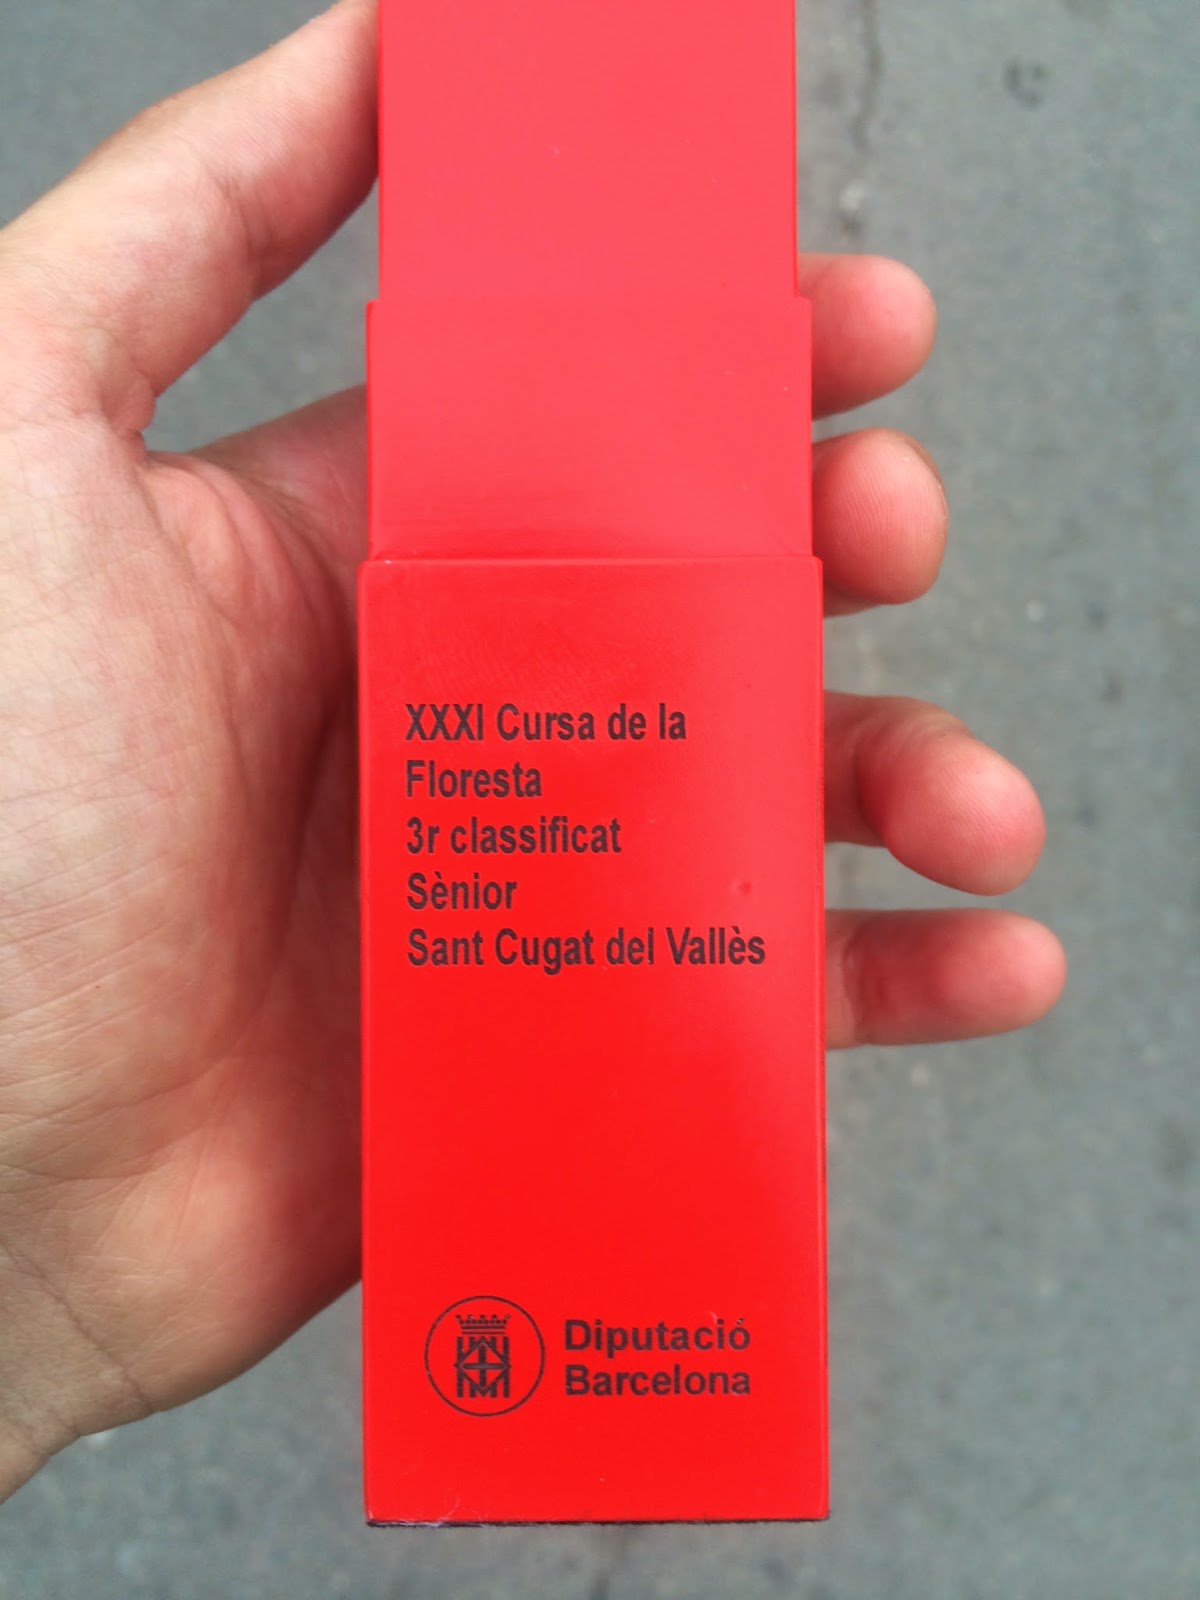 XXXI Cursa de la
Floresta
3r classificat
Sènior
Sant Cugat del Vallès
Diputació
Barcelona